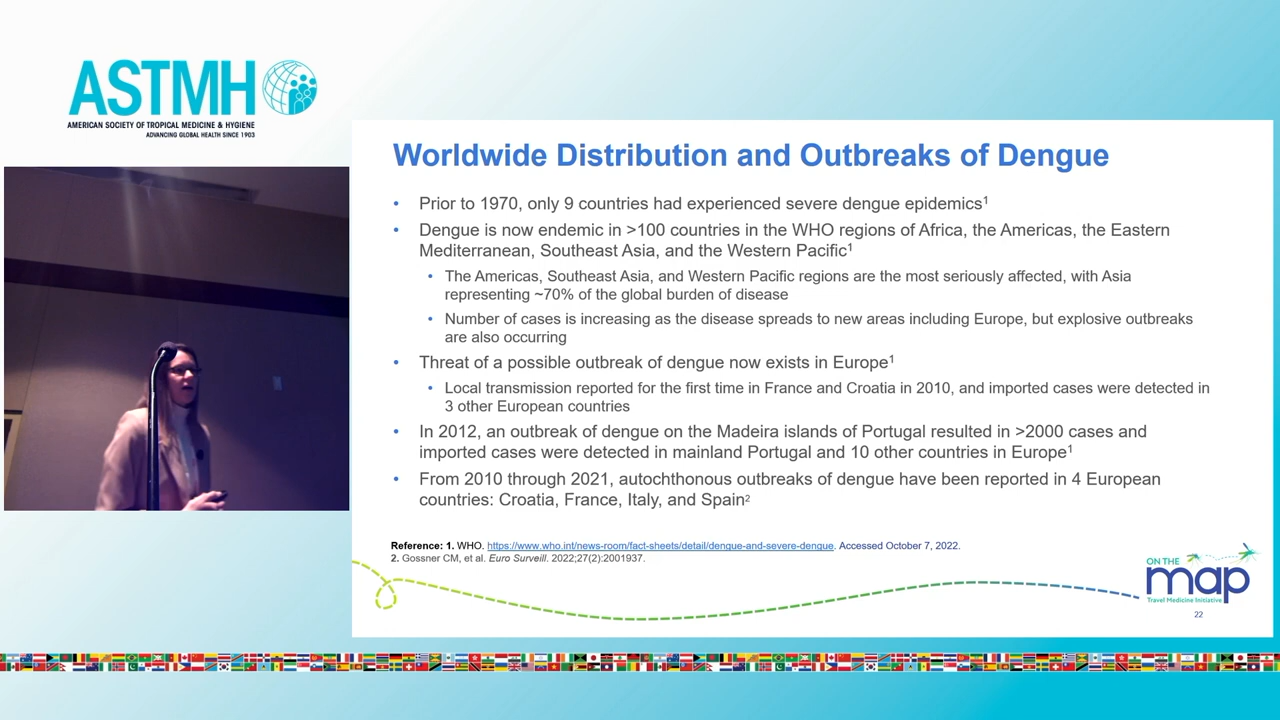 ASTMH
AMERICAN SOCIETY OF TROPICAL MEDICINE & HYGIENE
ADVANCING GLOBAL HEALTH SINCE 1903
Worldwide Distribution and Outbreaks of Dengue
• Prior to 1970, only 9 countries had experienced severe dengue epidemics¹
• Dengue is now endemic in >100 countries in the WHO regions of Africa, the Americas, the Eastern
Mediterranean, Southeast Asia, and the Western Pacific¹
• The Americas, Southeast Asia, and Western Pacific regions are the most seriously affected, with Asia
representing ~70% of the global burden of disease
• Number of cases is increasing as the disease spreads to new areas including Europe, but explosive outbreaks
are also occurring
• Threat of a possible outbreak of dengue now exists in Europe¹
• Local transmission reported for the first time in France and Croatia in 2010, and imported cases were detected in
3 other European countries
• In 2012, an outbreak of dengue on the Madeira islands of Portugal resulted in >2000 cases and
imported cases were detected in mainland Portugal and 10 other countries in Europe¹
• From 2010 through 2021, autochthonous outbreaks of dengue have been reported in 4 European
countries: Croatia, France, Italy, and Spain²
Reference: 1. WHO. https://www.who.int/news-room/fact-sheets/detail/dengue-and-severe-dengue. Accessed October 7, 2022.
2. Gossner CM, et al. Euro Surveill. 2022;27(2):2001937.
ON THE
map
Travel Medicine Initiative
22